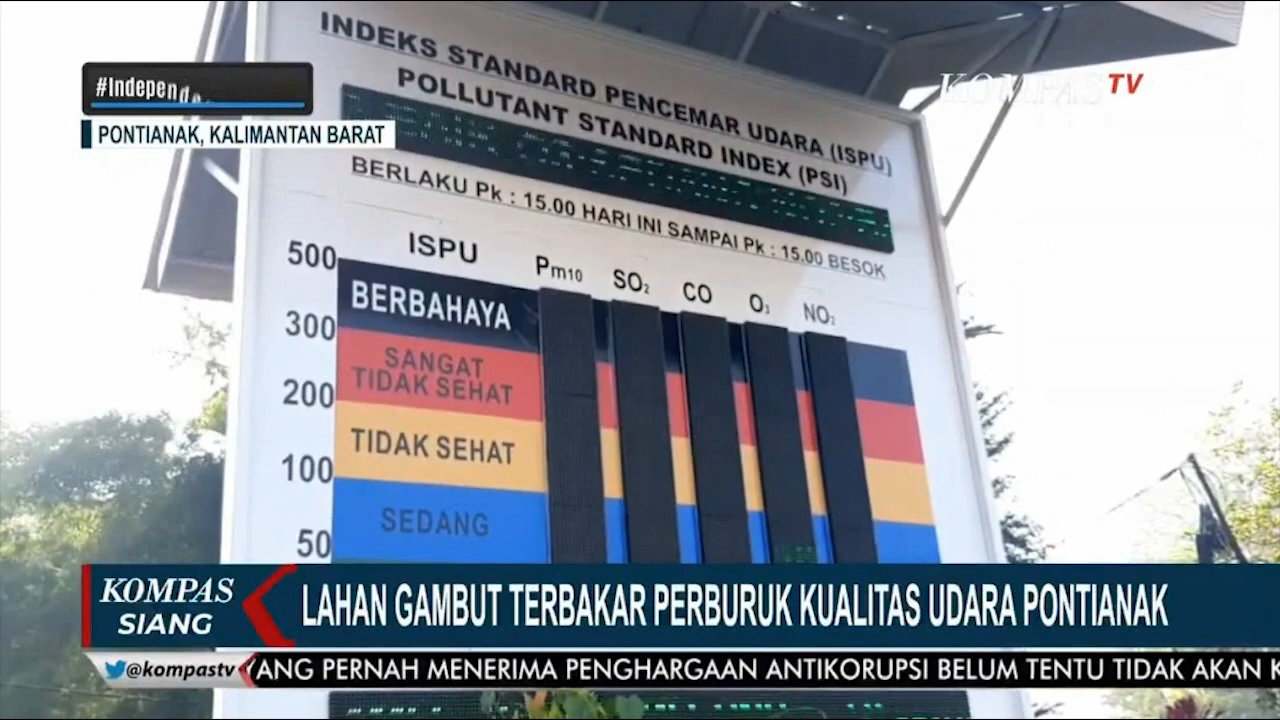 #Independ
KOMPAS TV
PONTIANAK, KALIMANTAN BARAT
INDEKS STANDARD PENCEMAR UDARA (ISPU)
POLLUTANT STANDARD INDEX (PSI)
BERLAKU Pk : 15.00 HARI INI SAMPAI Pk : 15.00 BESOK
ISPU Pm10 SO₂ CO O₃ NO₂
500
BERBAHAYA
300
SANGAT
TIDAK SEHAT
200
TIDAK SEHAT
100
SEDANG
50
KOMPAS
SIANG
LAHAN GAMBUT TERBAKAR PERBURUK KUALITAS UDARA PONTIANAK
@kompastv
YANG PERNAH MENERIMA PENGHARGAAN ANTIKORUPSI BELUM TENTU TIDAK AKAN K